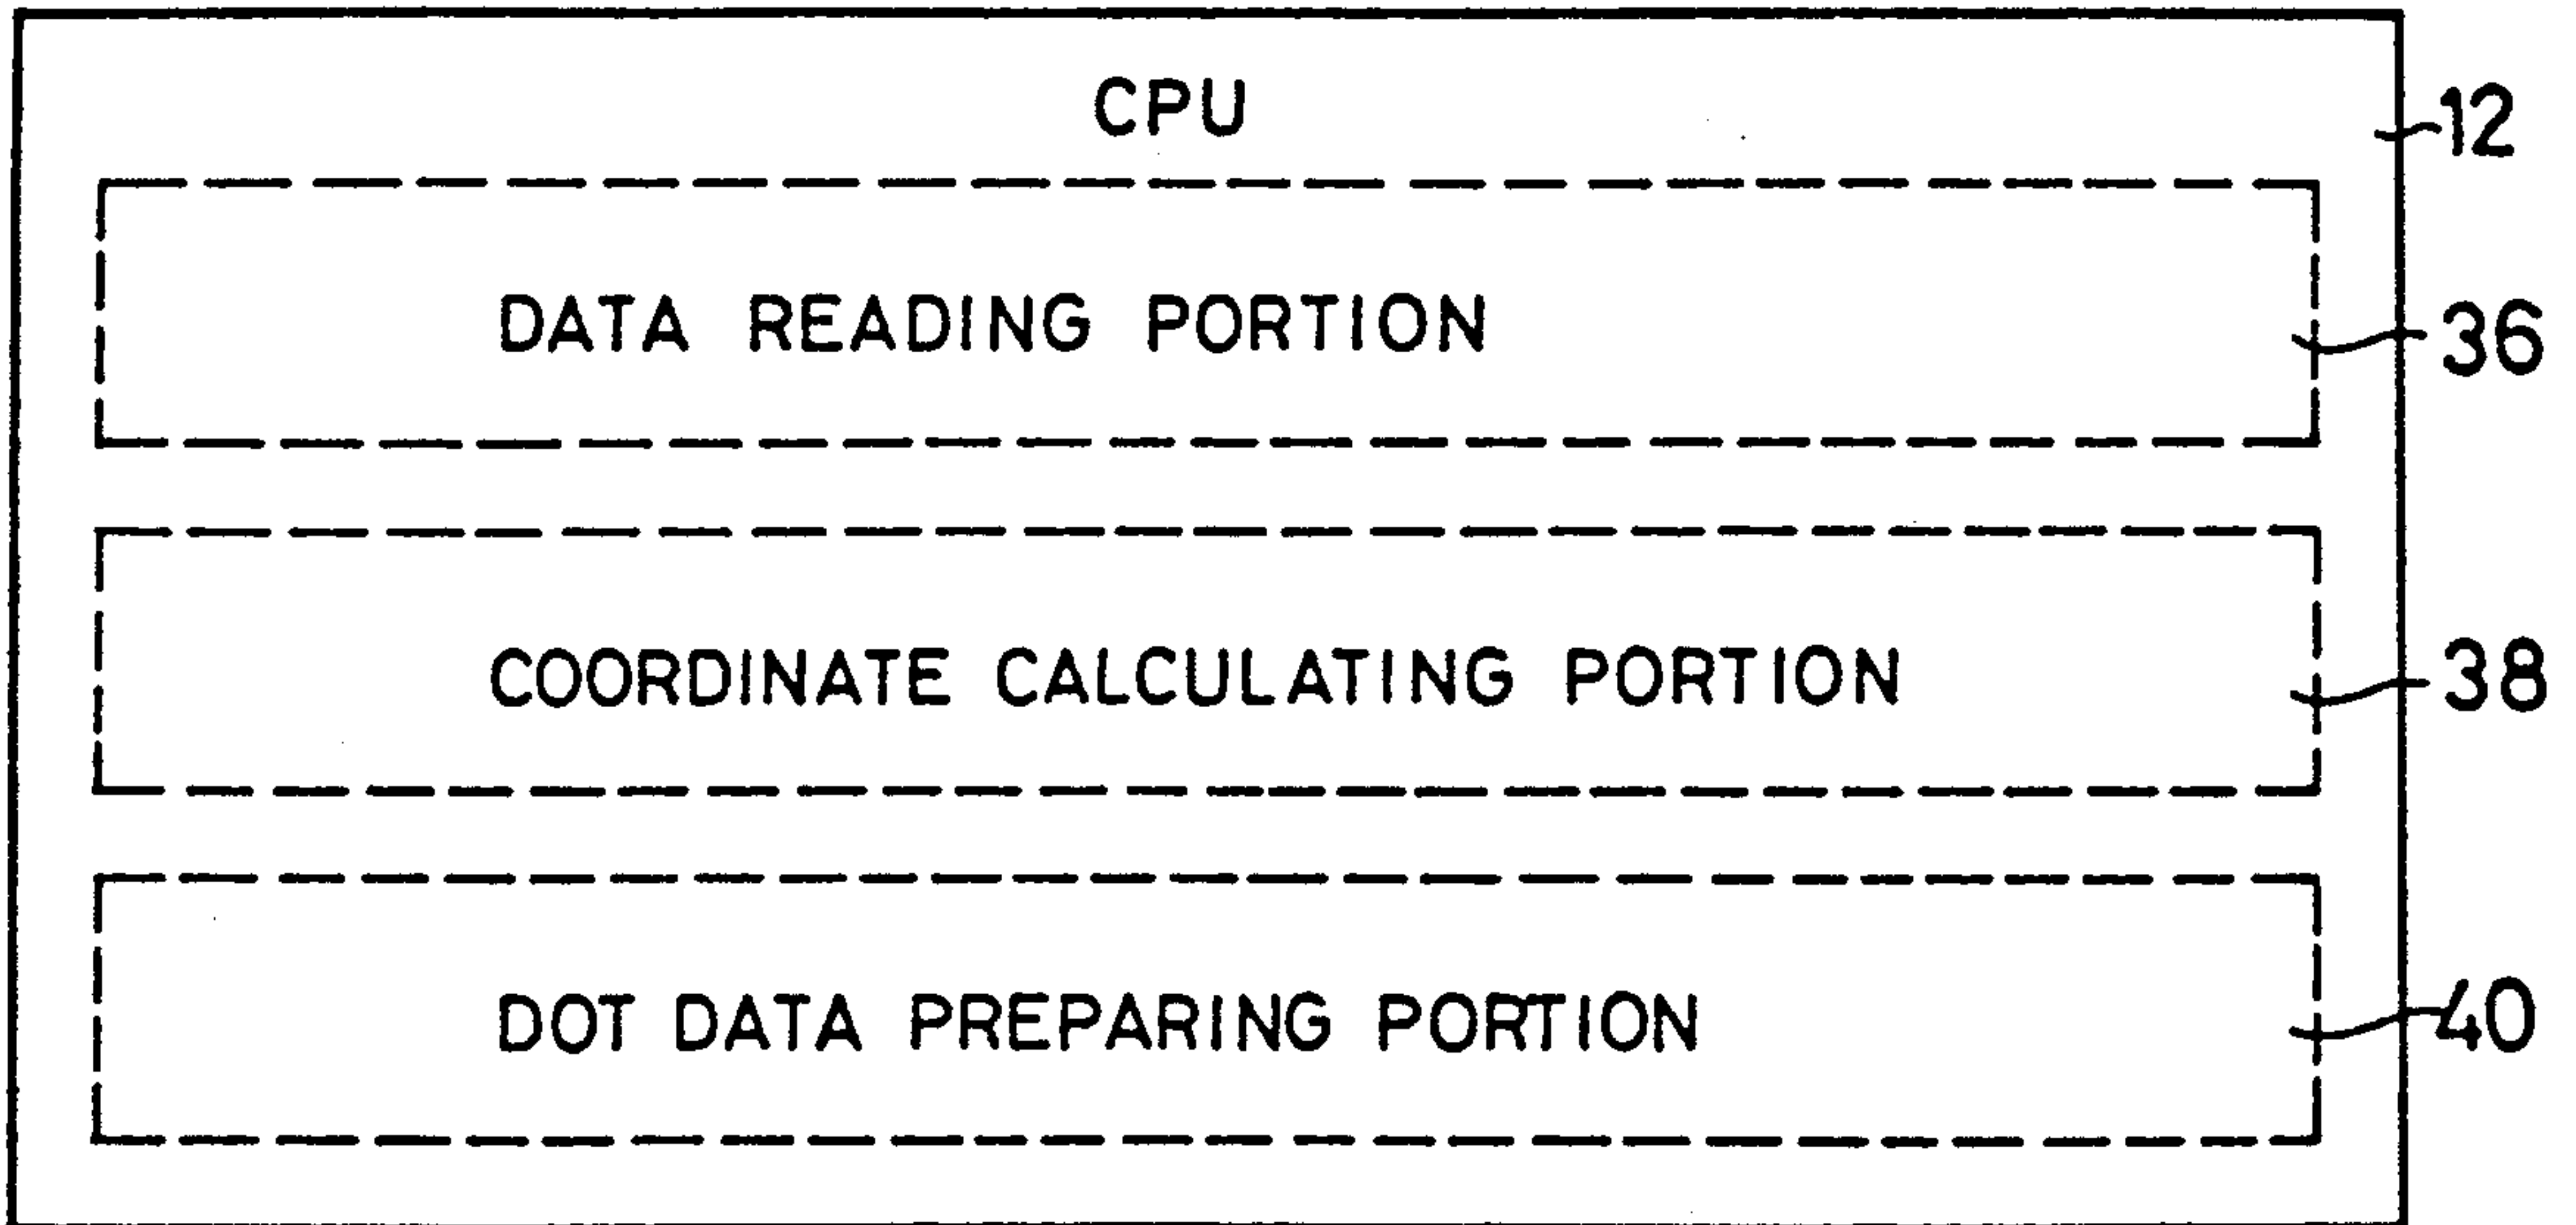 CPU
12
DATA READING PORTION
36
COORDINATE CALCULATING PORTION
38
DOT DATA PREPARING PORTION
40